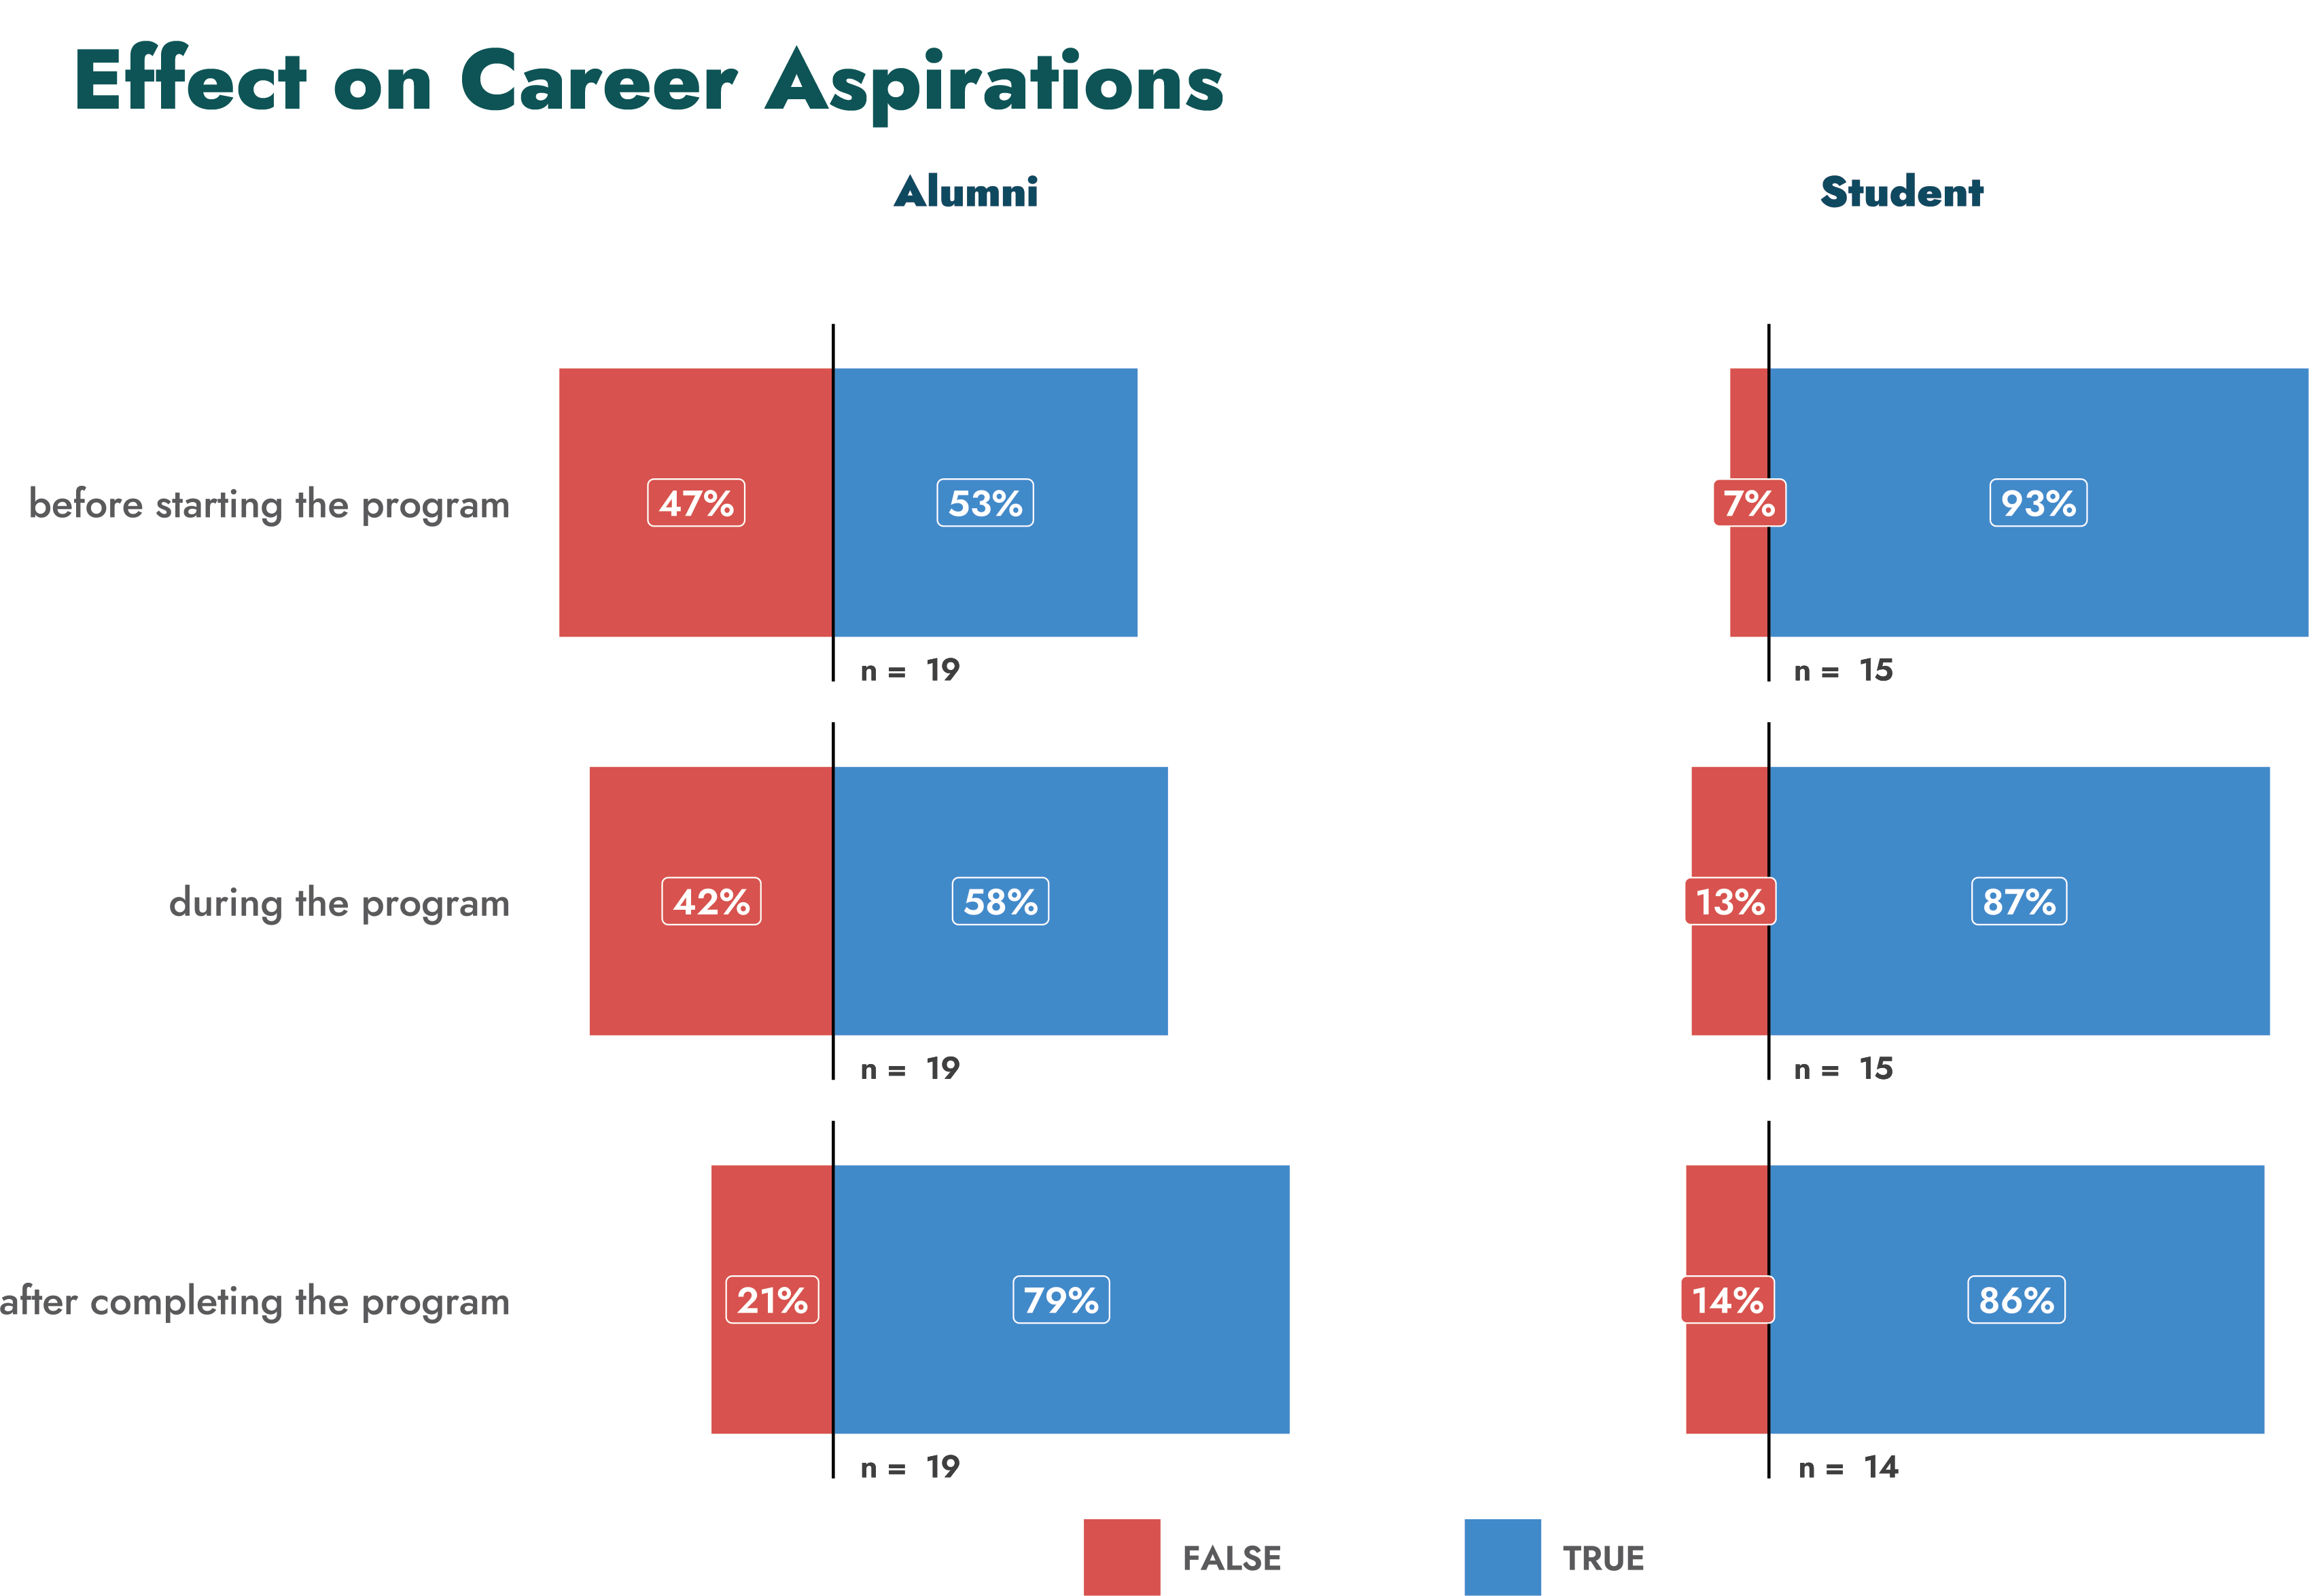 Effect on Career Aspirations
Alumni Student
before starting the program 47% 53% 7% 93%
n = 19 n = 15
during the program 42% 58% 13% 87%
n = 19 n = 15
after completing the program 21% 79% 14% 86%
n = 19 n = 14
FALSE TRUE